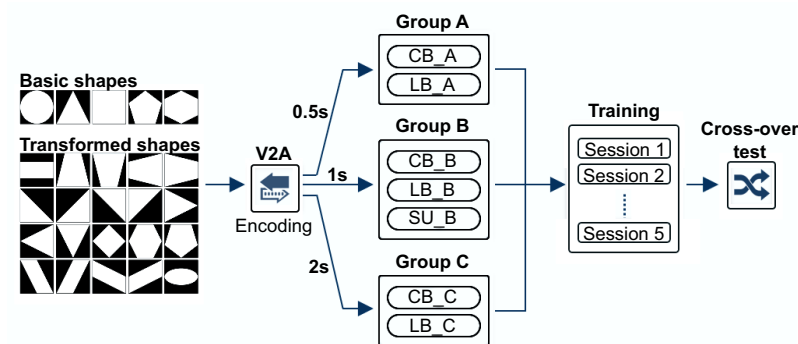 Basic shapes
Transformed shapes
V2A
Encoding
0.5s
1s
2s
Group A
CB_A
LB_A
Group B
CB_B
LB_B
SU_B
Group C
CB_C
LB_C
Training
Session 1
Session 2
Session 5
Cross-over
test